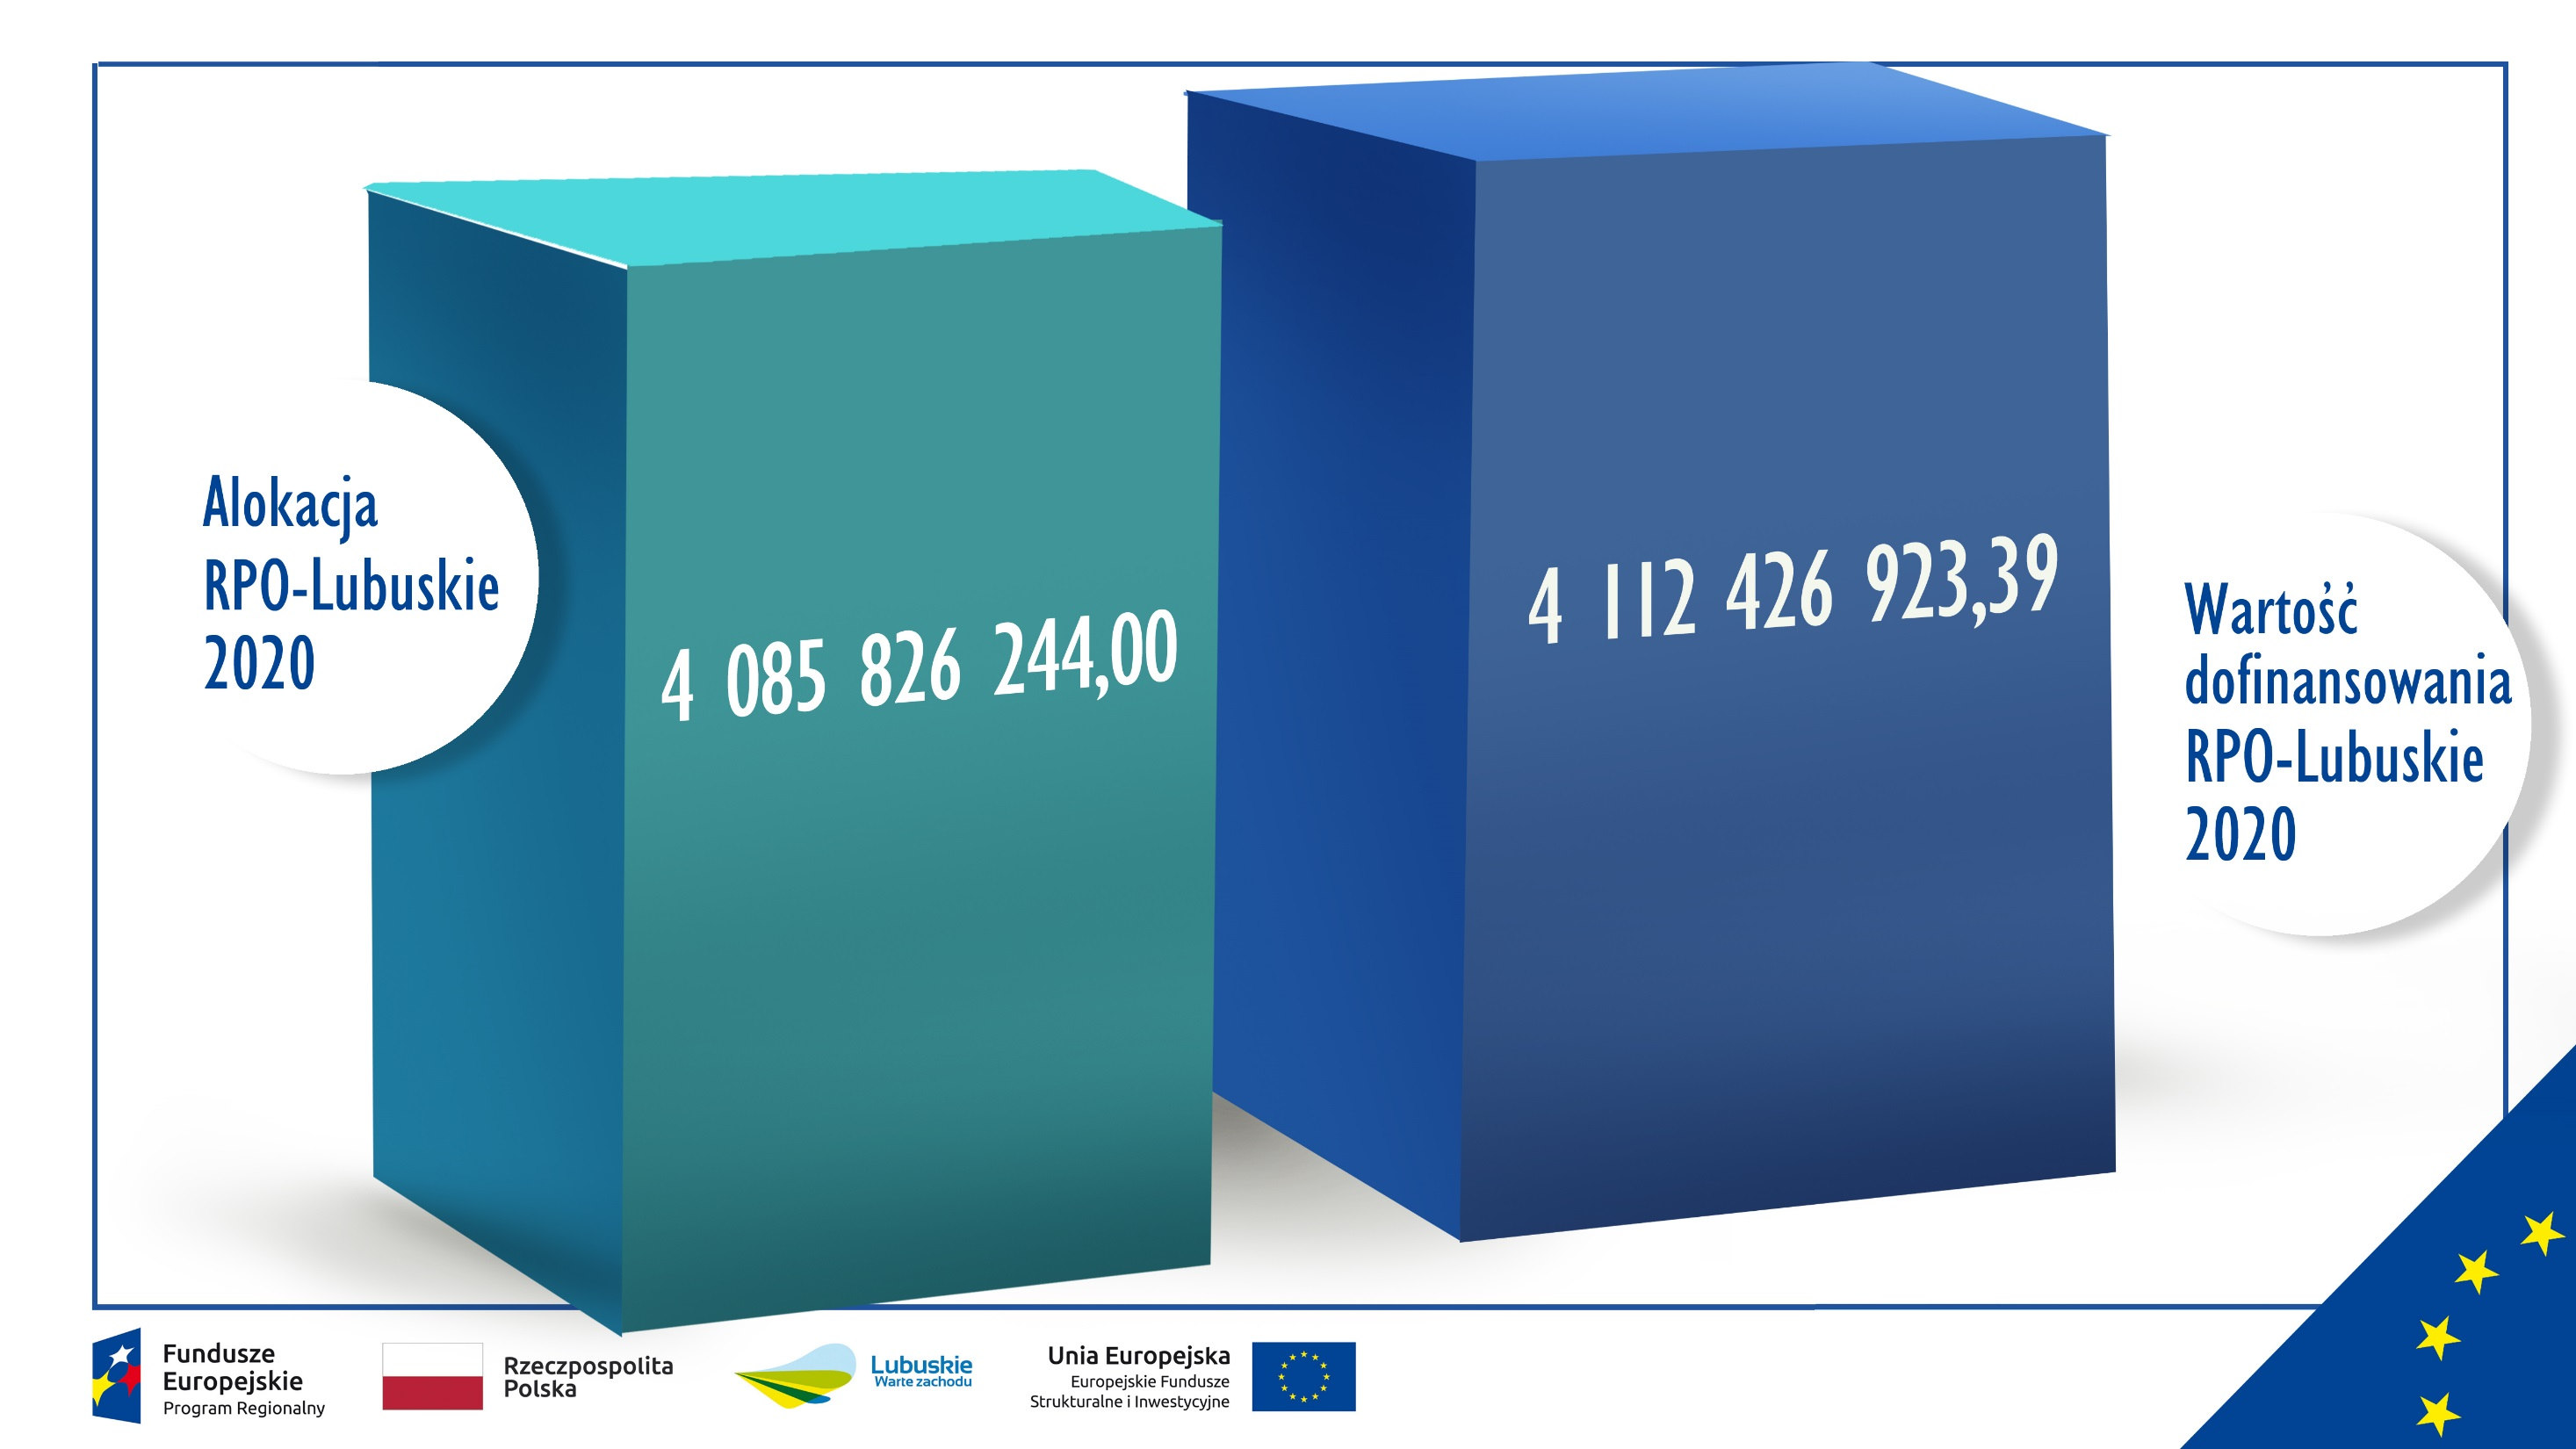 Alokacja
RPO-Lubuskie
2020
4 085 826 244,00
4 112 426 923,39
Wartość
dofinansowania
RPO-Lubuskie
2020
Fundusze
Europejskie
Program Regionalny
Rzeczpospolita
Polska
Lubuskie
Warte zachodu
Unia Europejska
Europejskie Fundusze
Strukturalne i Inwestycyjne